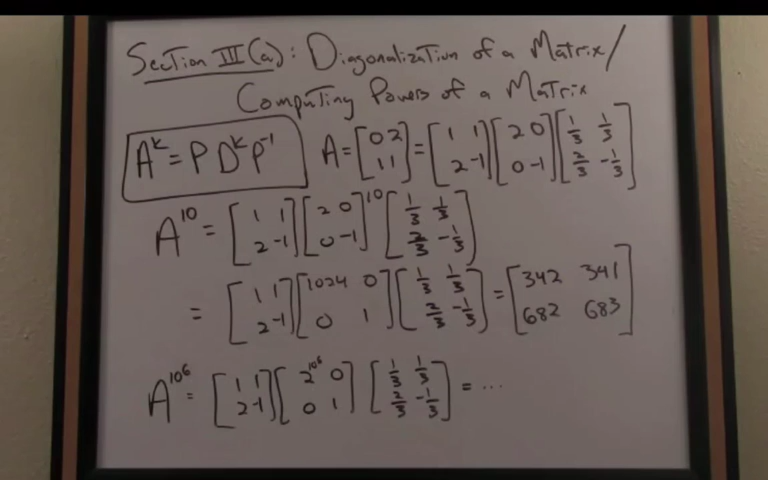 Section III(a): Diagonalization of a Matrix/
Computing Powers of a Matrix
A^k = P D^k P^-1   A = [0 2; 1 1] = [1 1; 2 -1] [2 0; 0 -1] [1/3 1/3; 2/3 -1/3]
A^10 = [1 1; 2 -1] [2 0; 0 -1]^10 [1/3 1/3; 2/3 -1/3]
= [1 1; 2 -1] [1024 0; 0 1] [1/3 1/3; 2/3 -1/3] = [342 341; 682 683]
A^10^6 = [1 1; 2 -1] [2^10^6 0; 0 1] [1/3 1/3; 2/3 -1/3] = ...